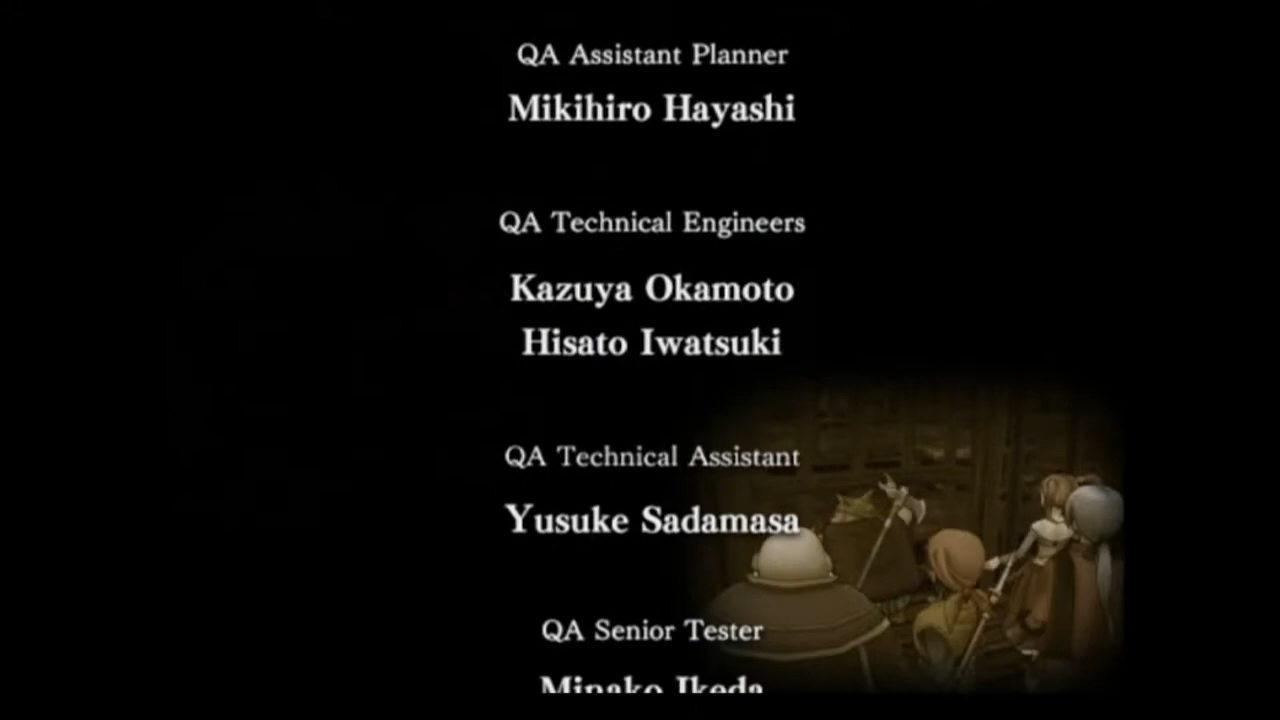 QA Assistant Planner
Mikihiro Hayashi
QA Technical Engineers
Kazuya Okamoto
Hisato Iwatsuki
QA Technical Assistant
Yusuke Sadamasa
QA Senior Tester
Minako Ikeda